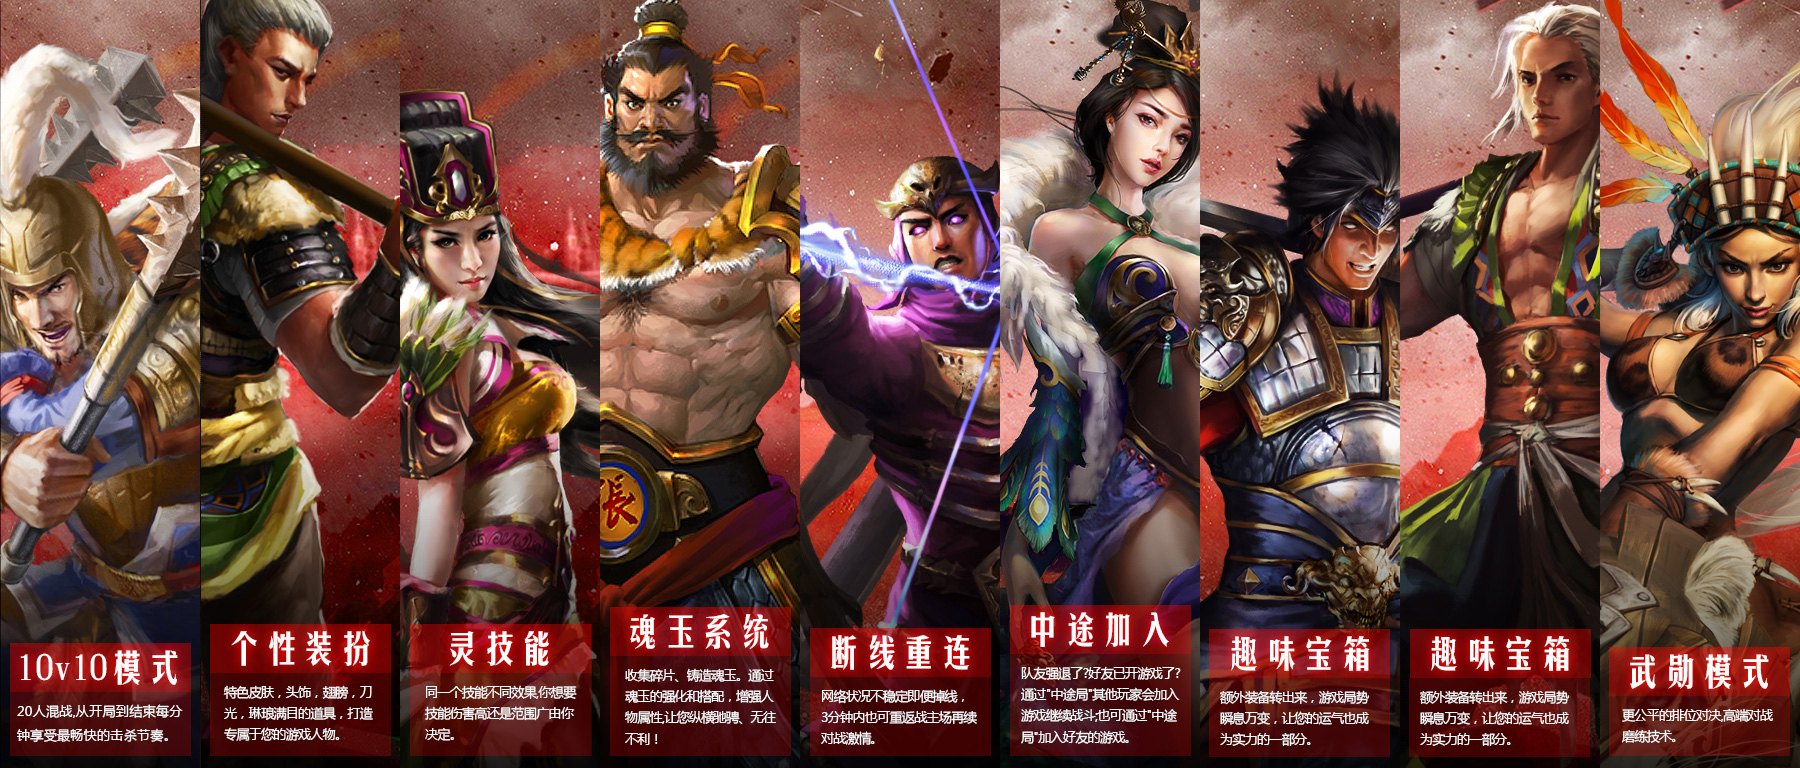 10v10模式
20人混战,从开局到结束每分
钟享受最畅快的击杀节奏。
个性装扮
特色皮肤，头饰，翅膀，刀
光，琳琅满目的道具，打造
专属于您的游戏人物。
灵技能
同一个技能不同效果,你想要
技能伤害高还是范围广由你
决定。
張
魂玉系统
收集碎片、铸造魂玉。通过
魂玉的强化和搭配，增强人
物属性,让您纵横驰骋、无往
不利！
断线重连
网络状况不稳定即便掉线，
3分钟内也可重返战主场再续
对战激情。
中途加入
队友强退了?好友已开游戏了?
通过"中途局"其他玩家会加入
游戏继续战斗;也可通过"中途
局"加入好友的游戏。
趣味宝箱
额外装备转出来，游戏局势
瞬息万变，让您的运气也成
为实力的一部分。
趣味宝箱
额外装备转出来，游戏局势
瞬息万变，让您的运气也成
为实力的一部分。
武勋模式
更公平的排位对决,高端对战
磨练技术。